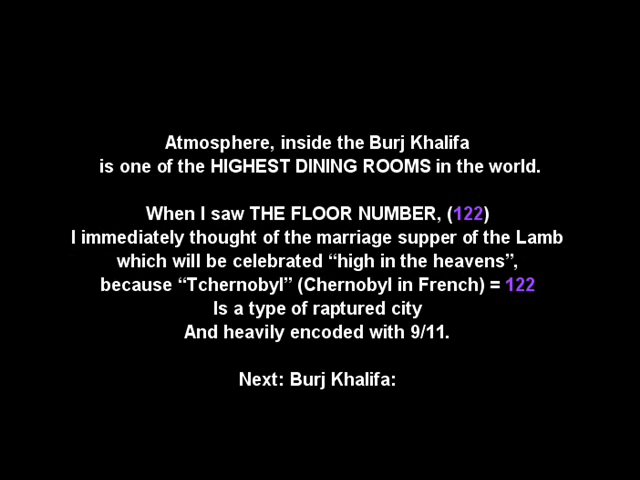 Atmosphere, inside the Burj Khalifa
is one of the HIGHEST DINING ROOMS in the world.
When I saw THE FLOOR NUMBER, (122)
I immediately thought of the marriage supper of the Lamb
which will be celebrated “high in the heavens”,
because “Tchernobyl” (Chernobyl in French) = 122
Is a type of raptured city
And heavily encoded with 9/11.
Next: Burj Khalifa: